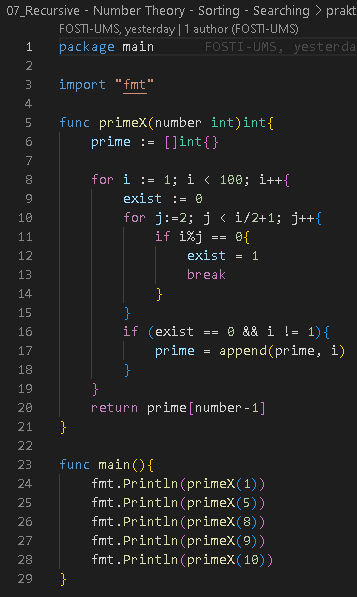 07_Recursive - Number Theory - Sorting - Searching > prakt
FOSTI-UMS, yesterday | 1 author (FOSTI-UMS)
1 package main FOSTI-UMS, yesterda
2
3 import "fmt"
4
5 func primeX(number int)int{
6 prime := []int{}
7
8 for i := 1; i < 100; i++{
9 exist := 0
10 for j:=2; j < i/2+1; j++{
11 if i%j == 0{
12 exist = 1
13 break
14 }
15 }
16 if (exist == 0 && i != 1){
17 prime = append(prime, i)
18 }
19 }
20 return prime[number-1]
21 }
22
23 func main(){
24 fmt.Println(primeX(1))
25 fmt.Println(primeX(5))
26 fmt.Println(primeX(8))
27 fmt.Println(primeX(9))
28 fmt.Println(primeX(10))
29 }